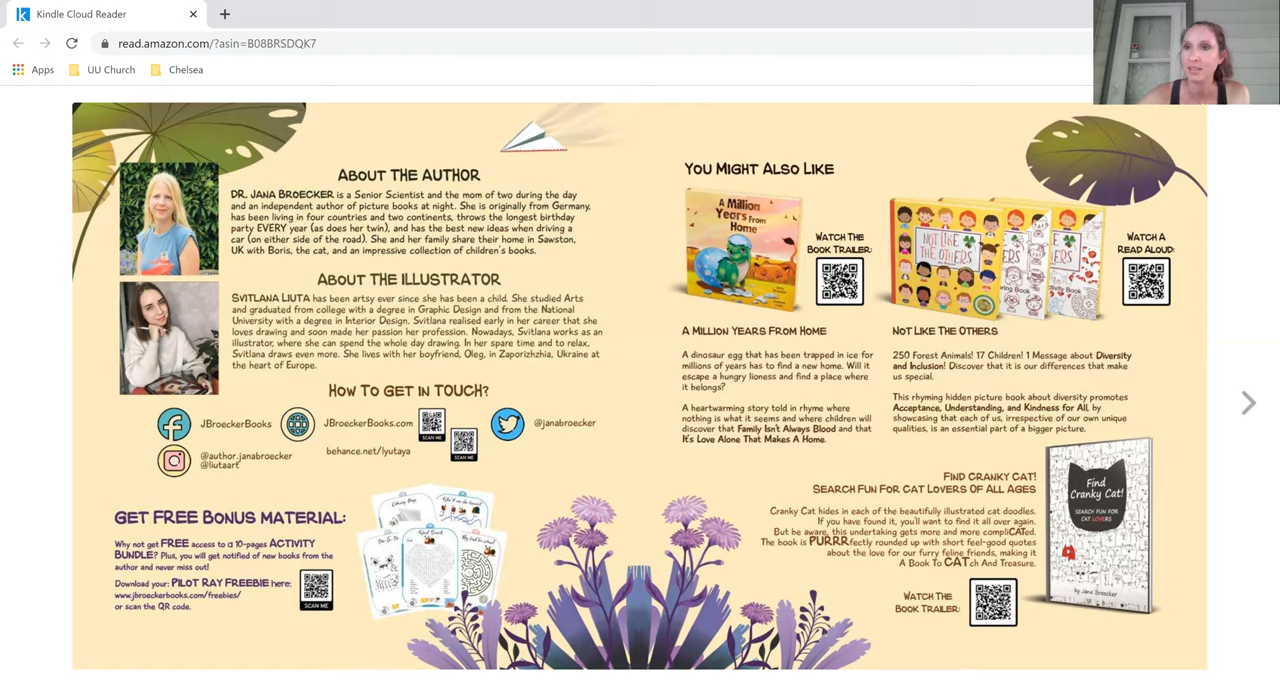 Kindle Cloud Reader
read.amazon.com/?asin=B08BRSDQK7
Apps
UU Church
Chelsea
ABOUT THE AUTHOR
DR. JANA BROECKER is a Senior Scientist and the mom of two during the day
and an independent author of picture books at night. She is originally from Germany,
has been living in four countries and two continents, throws the longest birthday
party EVERY year (as does her twin), and has the best new ideas when driving a
car (on either side of the road). She and her family share their home in Sawston,
UK with Boris, the cat, and an impressive collection of children's books.
ABOUT THE ILLUSTRATOR
SVITLANA LIUTA has been artsy ever since she has been a child. She studied Arts
and graduated from college with a degree in Graphic Design and from the National
University with a degree in Interior Design. Svitlana realised early in her career that she
loves drawing and soon made her passion her profession. Nowadays, Svitlana works as an
illustrator, where she can spend the whole day drawing. In her spare time and to relax,
Svitlana draws even more. She lives with her boyfriend, Oleg, in Zaporizhzhia, Ukraine at
the heart of Europe.
HOW TO GET IN TOUCH?
JBroeckerBooks
JBroeckerBooks.com
SCAN ME
@janabroecker
behance.net/lyutaya
SCAN ME
@author.janabroecker
@liutaart
GET FREE BONUS MATERIAL:
Why not get FREE access to a 10-pages ACTIVITY
BUNDLE? Plus, you will get notified of new books from the
author and never miss out!
Download your: PILOT RAY FREEBIE here:
www.jbroeckerbooks.com/freebies/
or scan the QR code.
SCAN ME
Word Search
YOU MIGHT ALSO LIKE
A Million
Years From
Home
WATCH THE
BOOK TRAILER:
NOT LIKE
THE OTHERS
WATCH A
READ ALOUD:
A MILLION YEARS FROM HOME
A dinosaur egg that has been trapped in ice for
millions of years has to find a new home. Will it
escape a hungry lioness and find a place where
it belongs?
A heartwarming story told in rhyme where
nothing is what it seems and where children will
discover that Family Isn't Always Blood and that
It's Love Alone That Makes A Home.
NOT LIKE THE OTHERS
250 Forest Animals! 17 Children! 1 Message about Diversity
and Inclusion! Discover that it is our differences that make
us special.
This rhyming hidden picture book about diversity promotes
Acceptance, Understanding, and Kindness for All, by
showcasing that each of us, irrespective of our own unique
qualities, is an essential part of a bigger picture.
FIND CRANKY CAT!
SEARCH FUN FOR CAT LOVERS OF ALL AGES
Cranky Cat hides in each of the beautifully illustrated cat doodles.
If you have found it, you'll want to find it all over again.
But be aware, this undertaking gets more and more compliCATed.
The book is PURRRfectly rounded up with short feel-good quotes
about the love for our furry feline friends, making it
A Book To CATch And Treasure.
WATCH THE
BOOK TRAILER:
Find
Cranky Cat!
SEARCH FUN FOR
CAT LOVERS
by Jana Broecker